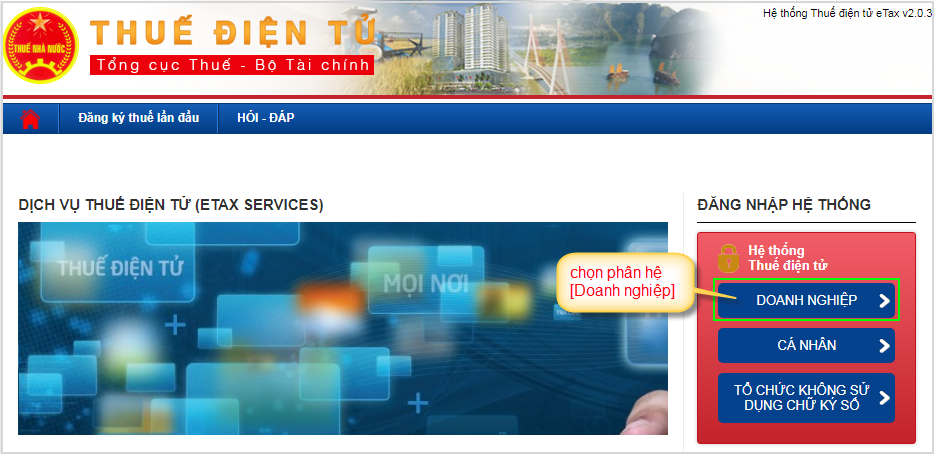 Hệ thống Thuế điện tử eTax v2.0.3
THUẾ NHÀ NƯỚC
THUẾ ĐIỆN TỬ
Tổng cục Thuế - Bộ Tài chính
Đăng ký thuế lần đầu
HỎI - ĐÁP
DỊCH VỤ THUẾ ĐIỆN TỬ (ETAX SERVICES)
THUẾ ĐIỆN TỬ
MỌI NƠI
ĐĂNG NHẬP HỆ THỐNG
Hệ thống
Thuế điện tử
chọn phân hệ
[Doanh nghiệp]
DOANH NGHIỆP
CÁ NHÂN
TỔ CHỨC KHÔNG SỬ
DỤNG CHỮ KÝ SỐ